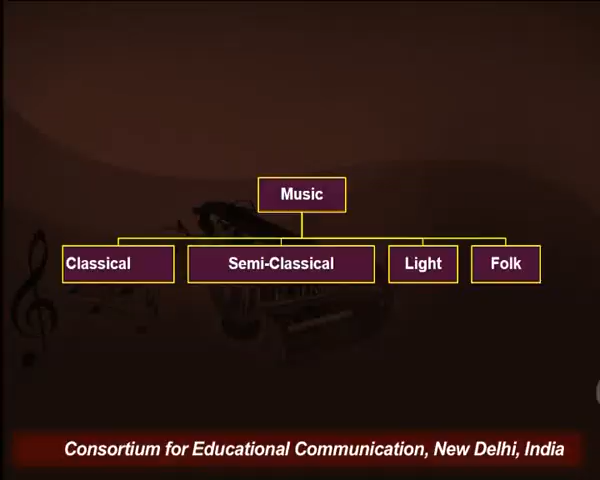 Music
Classical
Semi-Classical
Light
Folk
Consortium for Educational Communication, New Delhi, India